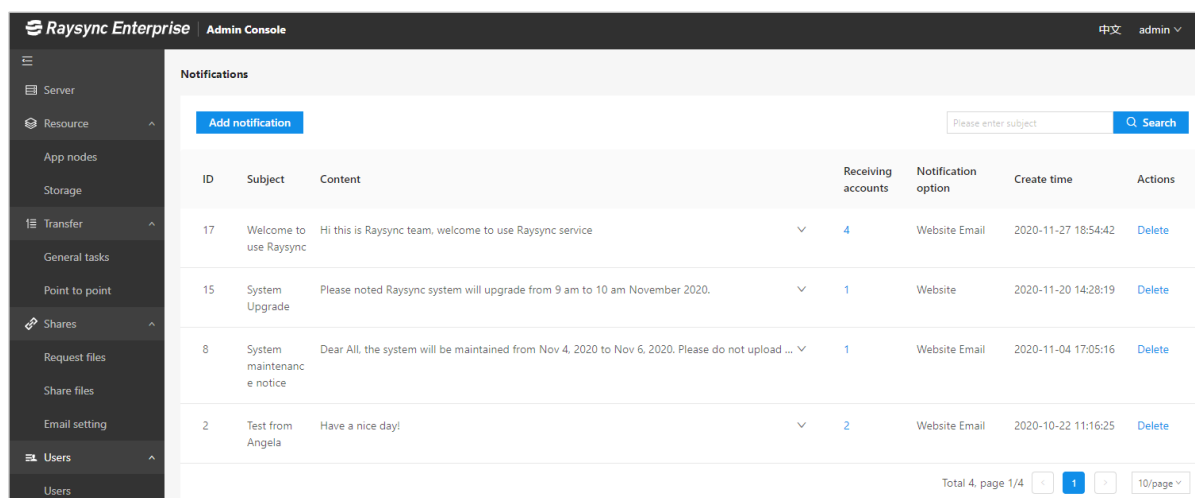 Raysync Enterprise Admin Console
中文 admin
Notifications
Server
Resource
App nodes
Storage
Transfer
General tasks
Point to point
Shares
Request files
Share files
Email setting
Users
Users
Add notification
Please enter subject
Search
ID Subject Content Receiving accounts Notification option Create time Actions
17 Welcome to use Raysync Hi this is Raysync team, welcome to use Raysync service 4 Website Email 2020-11-27 18:54:42 Delete
15 System Upgrade Please noted Raysync system will upgrade from 9 am to 10 am November 2020. 1 Website 2020-11-20 14:28:19 Delete
8 System maintenanc e notice Dear All, the system will be maintained from Nov 4, 2020 to Nov 6, 2020. Please do not upload ... 1 Website Email 2020-11-04 17:05:16 Delete
2 Test from Angela Have a nice day! 2 Website Email 2020-10-22 11:16:25 Delete
Total 4, page 1/4 < 1 > 10/page